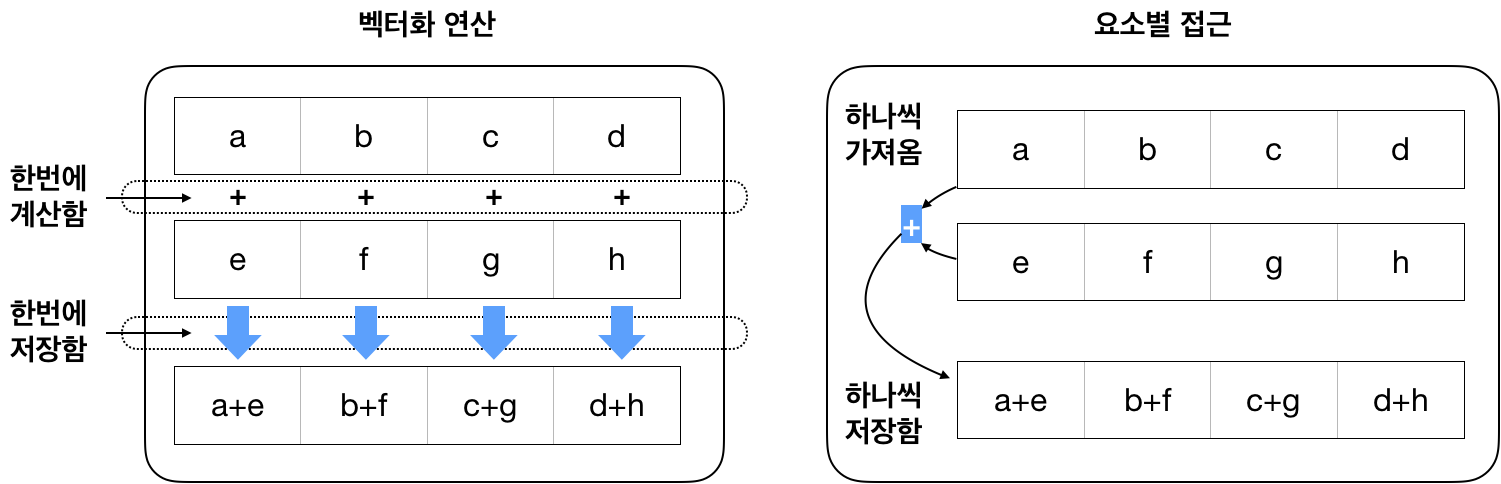 벡터화 연산
a b c d
한번에
계산함
+ + + +
e f g h
한번에
저장함
a+e b+f c+g d+h
요소별 접근
하나씩
가져옴
a b c d
+
e f g h
하나씩
저장함
a+e b+f c+g d+h